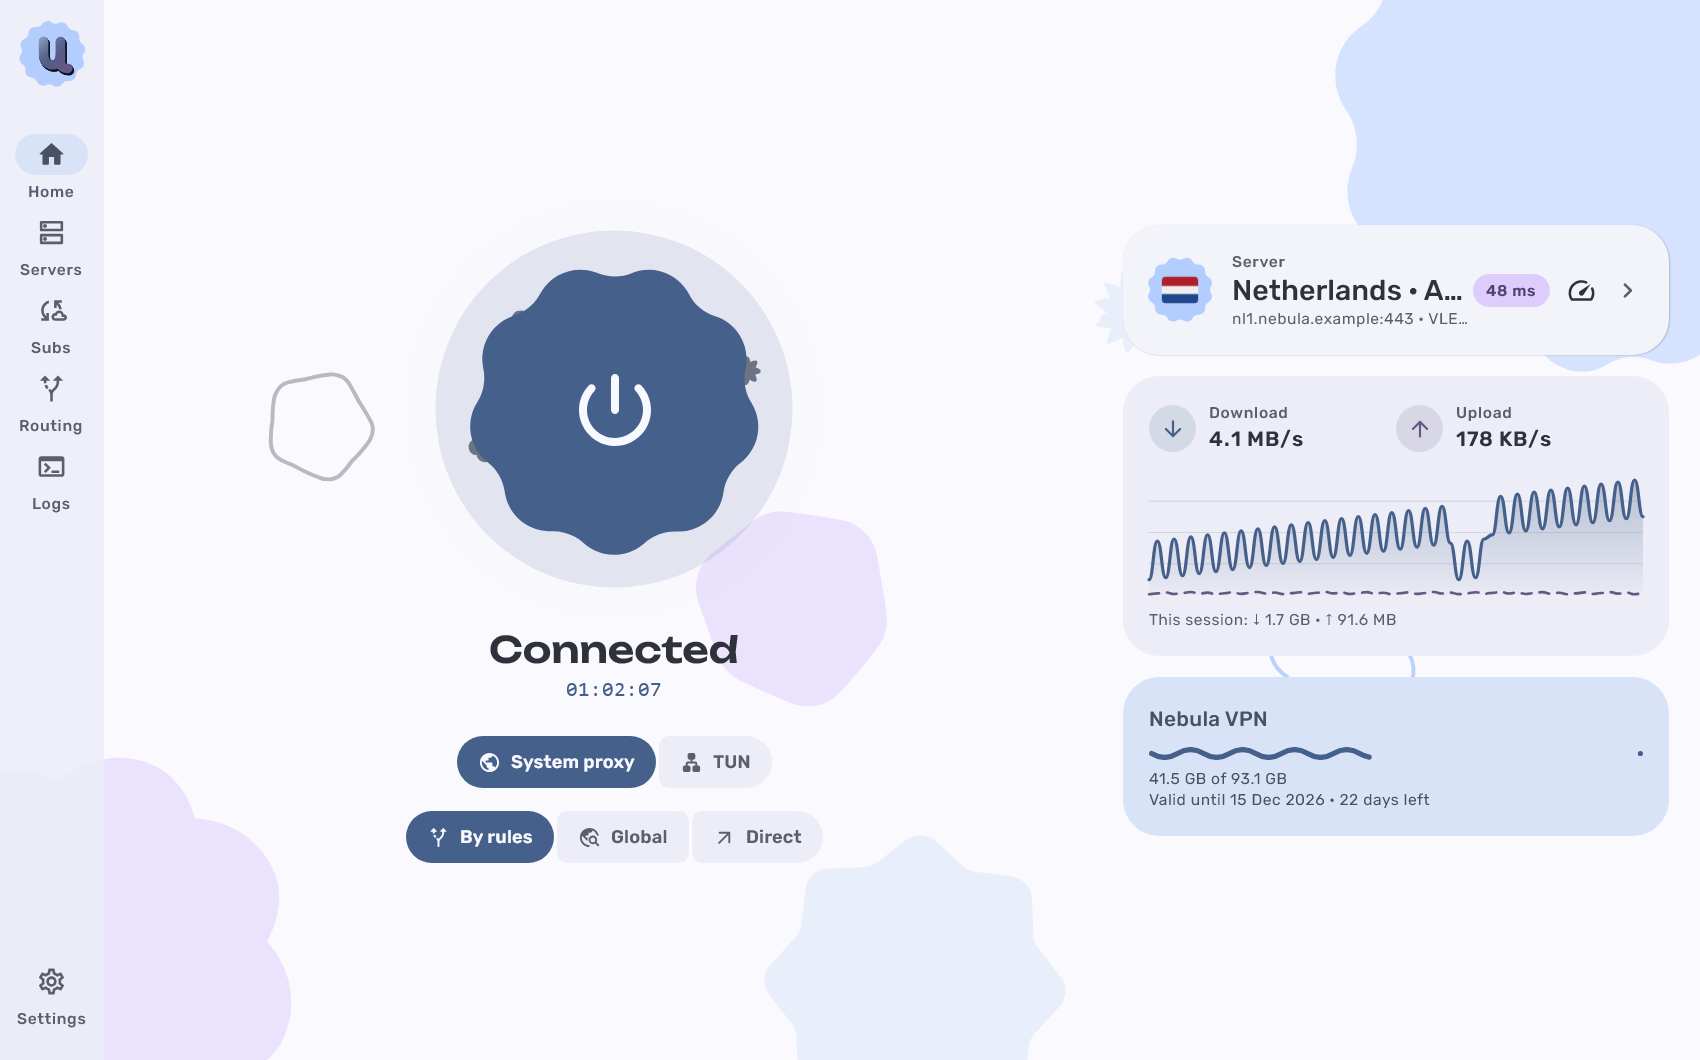 u
Home
Servers
Subs
Routing
Logs
Settings
Connected
01:02:07
System proxy
TUN
By rules
Global
Direct
Server
Netherlands • A...
48 ms
nl1.nebula.example:443 • VLE...
Download
4.1 MB/s
Upload
178 KB/s
This session: ↓ 1.7 GB • ↑ 91.6 MB
Nebula VPN
41.5 GB of 93.1 GB
Valid until 15 Dec 2026 • 22 days left